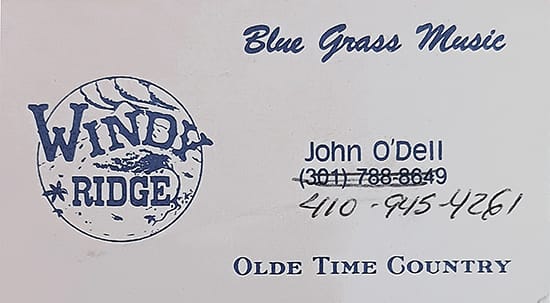 Blue Grass Music
WINDY
RIDGE
John O'Dell
(301) 788-8649
410-945-4261
OLDE TIME COUNTRY